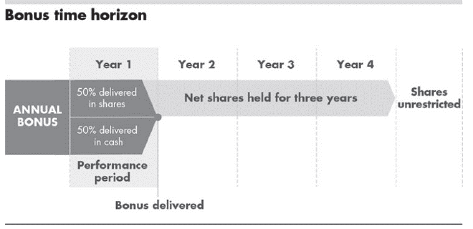 Bonus time horizon
Year 1
Year 2
Year 3
Year 4
ANNUAL
BONUS
50% delivered
in shares
50% delivered
in cash
Net shares held for three years
Shares
unrestricted
Performance
period
Bonus delivered